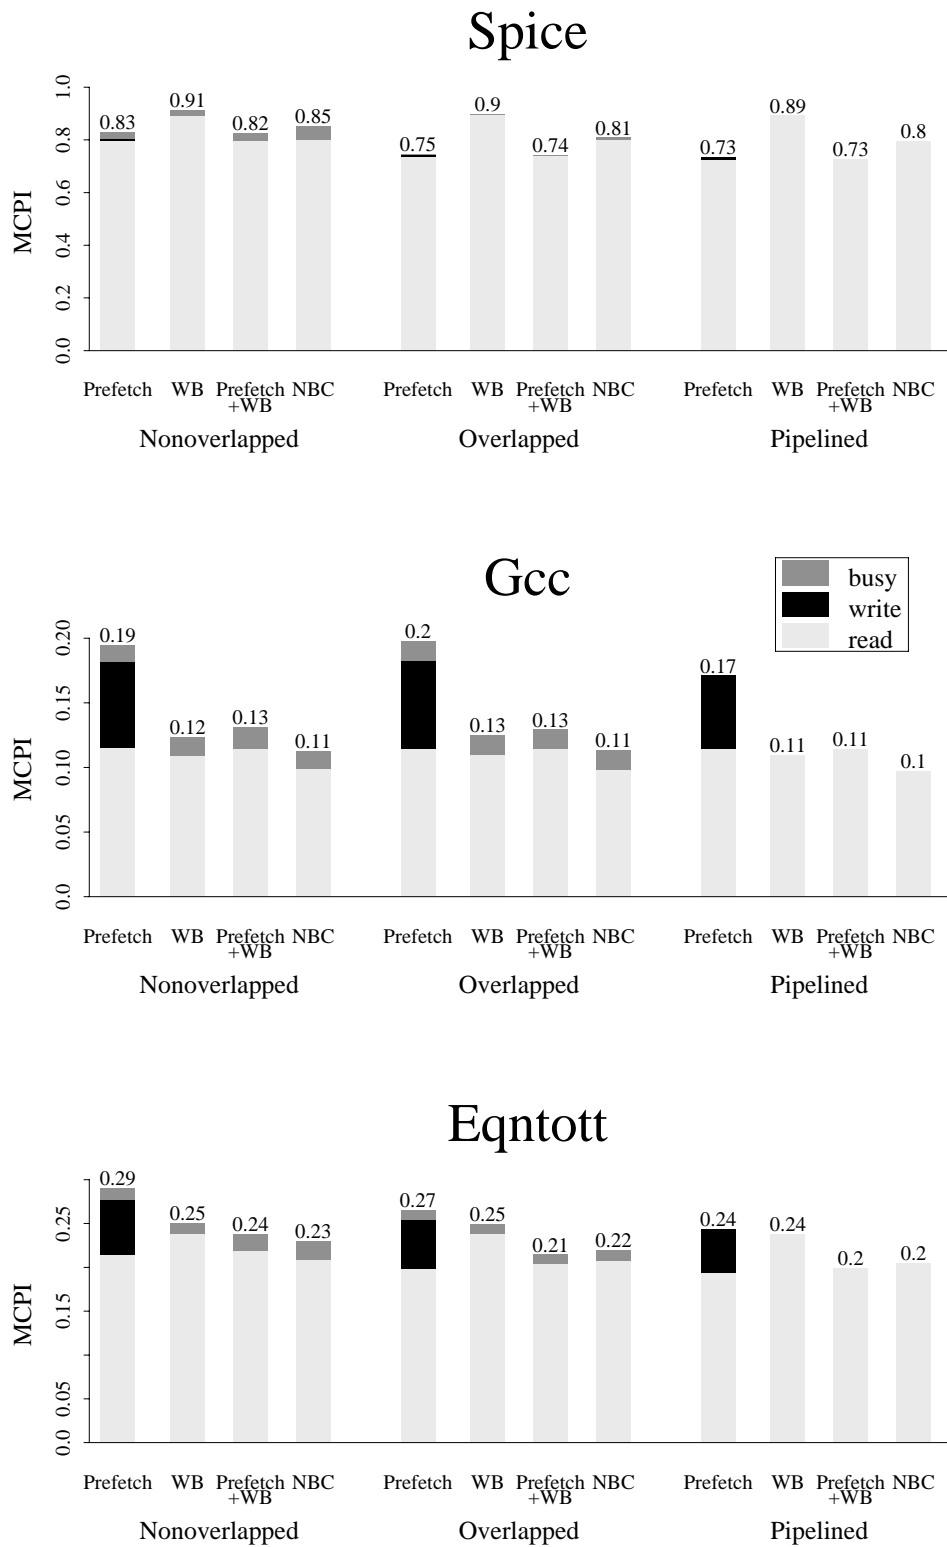 Spice
MCPI
0.0 0.2 0.4 0.6 0.8 1.0
0.83 0.91 0.82 0.85 0.75 0.9 0.74 0.81 0.73 0.89 0.73 0.8
Prefetch WB Prefetch NBC Prefetch WB Prefetch NBC Prefetch WB Prefetch NBC
+WB +WB +WB
Nonoverlapped Overlapped Pipelined
Gcc
busy
write
read
MCPI
0.0 0.05 0.10 0.15 0.20
0.19 0.12 0.13 0.11 0.2 0.13 0.13 0.11 0.17 0.11 0.11 0.1
Prefetch WB Prefetch NBC Prefetch WB Prefetch NBC Prefetch WB Prefetch NBC
+WB +WB +WB
Nonoverlapped Overlapped Pipelined
Eqntott
MCPI
0.0 0.05 0.15 0.25
0.29 0.25 0.24 0.23 0.27 0.25 0.21 0.22 0.24 0.24 0.2 0.2
Prefetch WB Prefetch NBC Prefetch WB Prefetch NBC Prefetch WB Prefetch NBC
+WB +WB +WB
Nonoverlapped Overlapped Pipelined